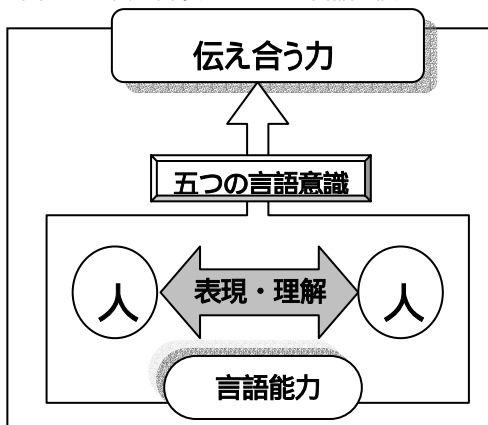 伝え合う力
五つの言語意識
人
表現・理解
人
言語能力